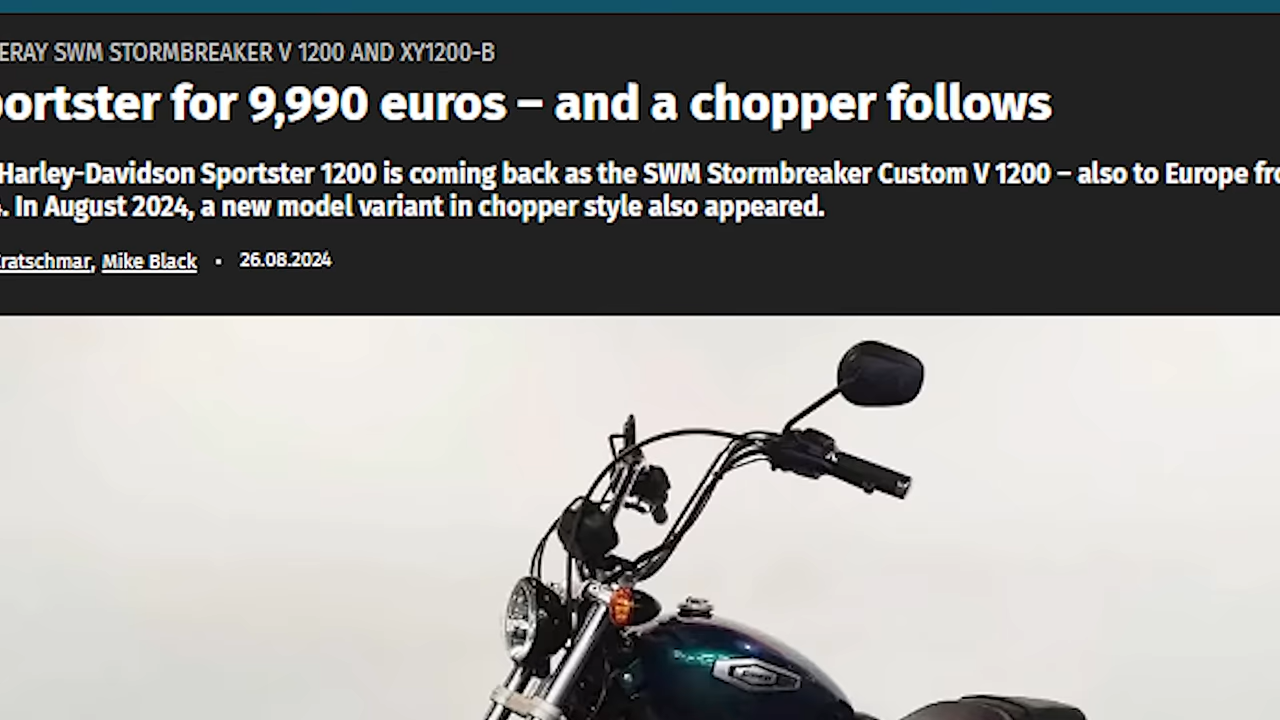 ERAY SWM STORMBREAKER V 1200 AND XY1200-B
portster for 9,990 euros – and a chopper follows
Harley-Davidson Sportster 1200 is coming back as the SWM Stormbreaker Custom V 1200 – also to Europe fro
. In August 2024, a new model variant in chopper style also appeared.
ratschmar, Mike Black • 26.08.2024